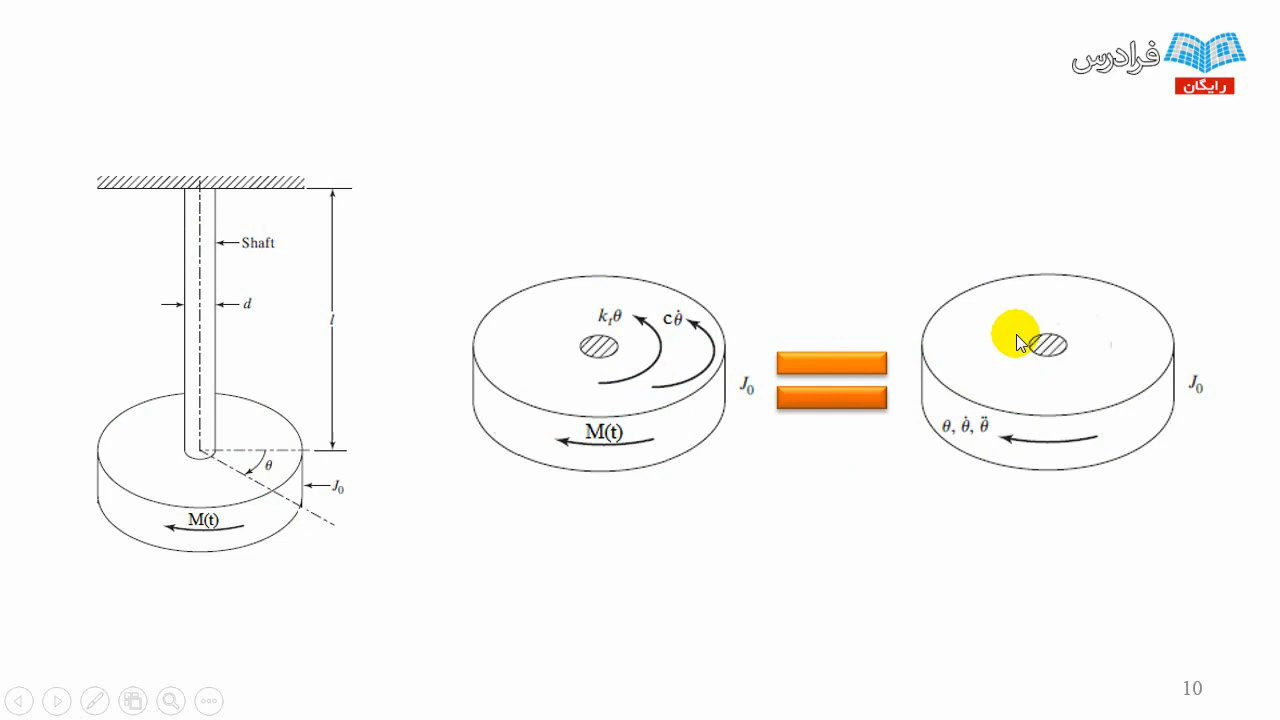 فرادرس
رایگان
Shaft
d
l
θ
J₀
M(t)
kₜθ
cθ̇
J₀
M(t)
θ, θ̇, θ̈
J₀
10